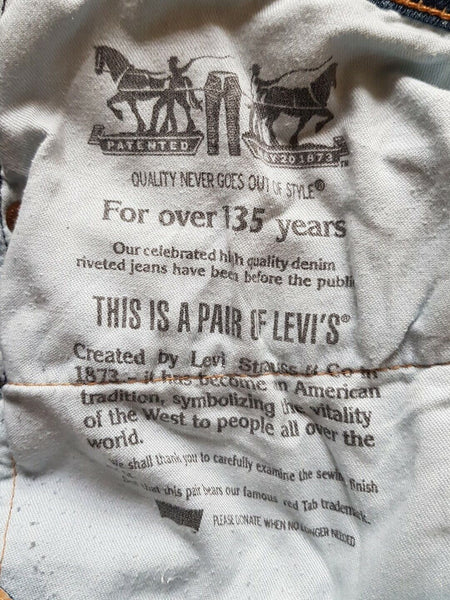 PATENTED
MAY 20 1873 TM
QUALITY NEVER GOES OUT OF STYLE®
For over 135 years
Our celebrated high quality denim
riveted jeans have been before the public
THIS IS A PAIR OF LEVI'S®
Created by Levi Strauss & Co in
1873 - it has become an American
tradition, symbolizing the vitality
of the West to people all over the
world.
We shall thank you to carefully examine the sewing, finish
that this pair bears our famous Red Tab trademark.
PLEASE DONATE WHEN NO LONGER NEEDED